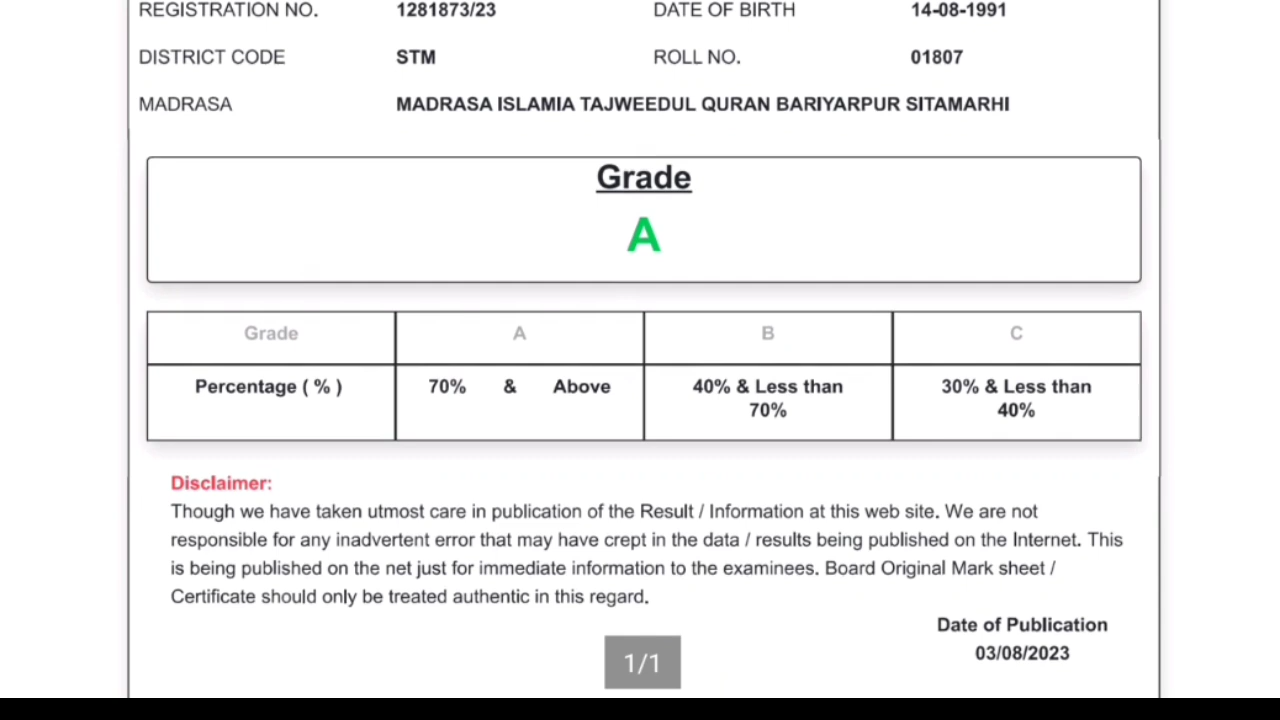 REGISTRATION NO. 1281873/23 DATE OF BIRTH 14-08-1991
DISTRICT CODE STM ROLL NO. 01807
MADRASA MADRASA ISLAMIA TAJWEEDUL QURAN BARIYARPUR SITAMARHI
Grade
A
Grade A B C
Percentage ( % ) 70% & Above 40% & Less than 70% 30% & Less than 40%
Disclaimer:
Though we have taken utmost care in publication of the Result / Information at this web site. We are not
responsible for any inadvertent error that may have crept in the data / results being published on the Internet. This
is being published on the net just for immediate information to the examinees. Board Original Mark sheet /
Certificate should only be treated authentic in this regard.
Date of Publication
03/08/2023
1/1